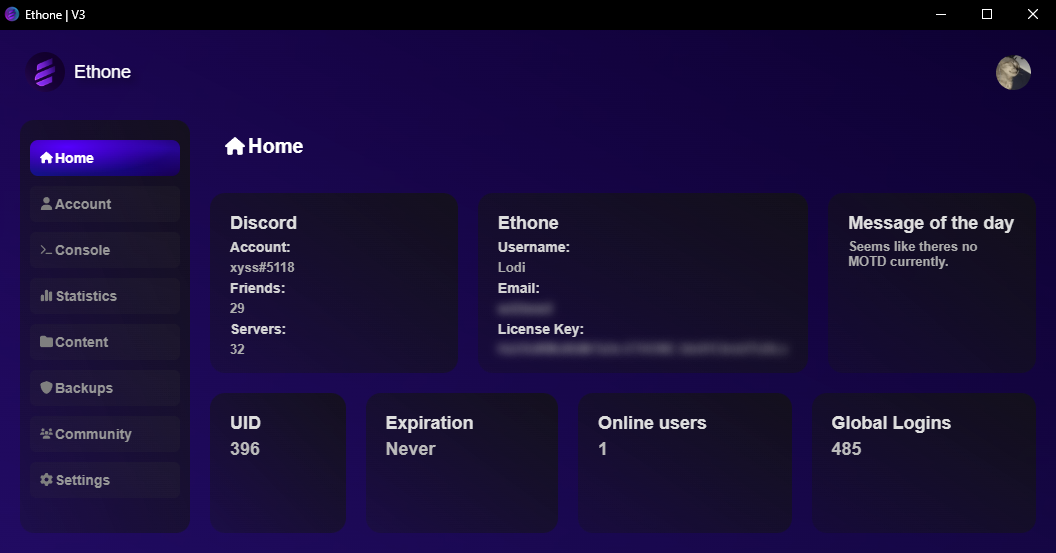 Ethone | V3
Ethone
Home
Account
Console
Statistics
Content
Backups
Community
Settings
Home
Discord
Account:
xyss#5118
Friends:
29
Servers:
32
Ethone
Username:
Lodi
Email:
License Key:
Message of the day
Seems like theres no
MOTD currently.
UID
396
Expiration
Never
Online users
1
Global Logins
485